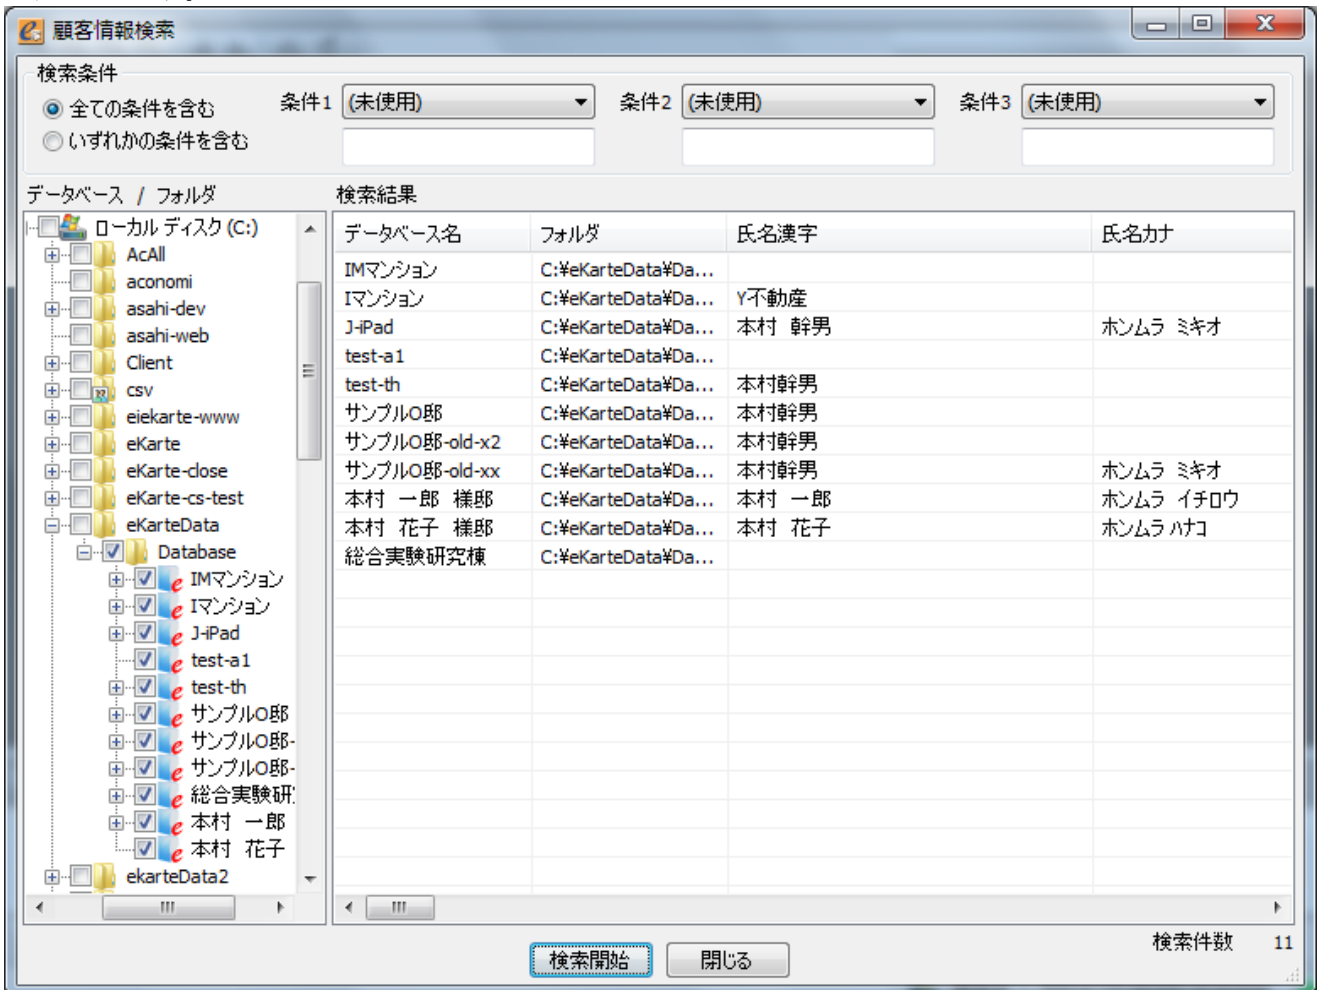 顧客情報検索
検索条件
全ての条件を含む
いずれかの条件を含む
条件1 (未使用) 条件2 (未使用) 条件3 (未使用)
データベース / フォルダ
ローカル ディスク (C:)
AcAll
aconomi
asahi-dev
asahi-web
Client
csv
eiekarte-www
eKarte
eKarte-close
eKarte-cs-test
eKarteData
Database
IMマンション
Iマンション
J-iPad
test-a1
test-th
サンプルO邸
サンプルO邸-
サンプルO邸-
総合実験研
本村 一郎
本村 花子
ekarteData2
検索結果
データベース名 フォルダ 氏名漢字 氏名カナ
IMマンション C:¥eKarteData¥Da...
Iマンション C:¥eKarteData¥Da... Y不動産
J-iPad C:¥eKarteData¥Da... 本村 幹男 ホンムラ ミキオ
test-a1 C:¥eKarteData¥Da...
test-th C:¥eKarteData¥Da... 本村幹男
サンプルO邸 C:¥eKarteData¥Da... 本村幹男
サンプルO邸-old-x2 C:¥eKarteData¥Da... 本村幹男
サンプルO邸-old-xx C:¥eKarteData¥Da... 本村幹男 ホンムラ ミキオ
本村 一郎 様邸 C:¥eKarteData¥Da... 本村 一郎 ホンムラ イチロウ
本村 花子 様邸 C:¥eKarteData¥Da... 本村 花子 ホンムラ ハナコ
総合実験研究棟 C:¥eKarteData¥Da...
検索件数 11
検索開始 閉じる